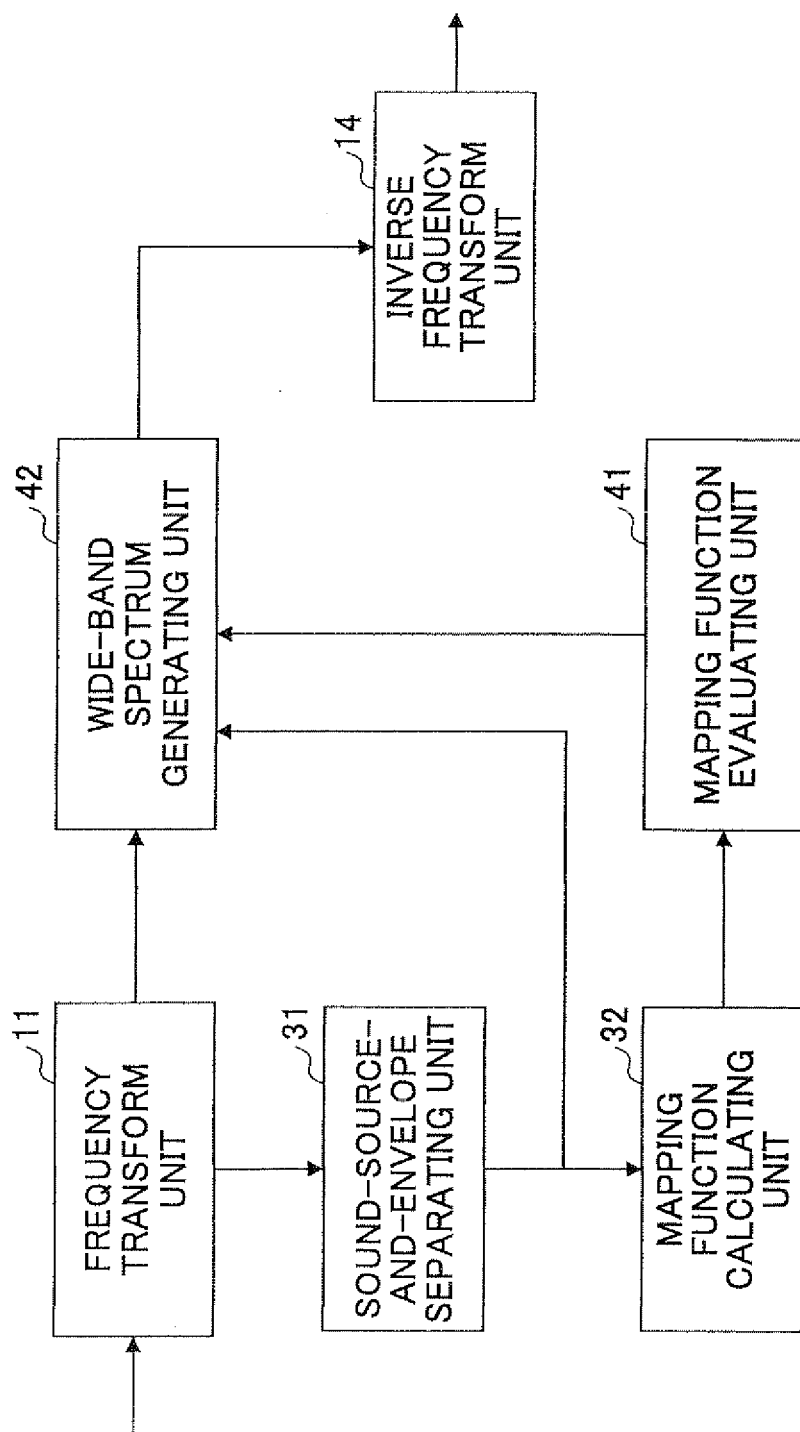 11
FREQUENCY
TRANSFORM
UNIT
42
WIDE-BAND
SPECTRUM
GENERATING UNIT
14
INVERSE
FREQUENCY
TRANSFORM
UNIT
31
SOUND-SOURCE-
AND-ENVELOPE
SEPARATING UNIT
32
MAPPING
FUNCTION
CALCULATING
UNIT
41
MAPPING FUNCTION
EVALUATING UNIT